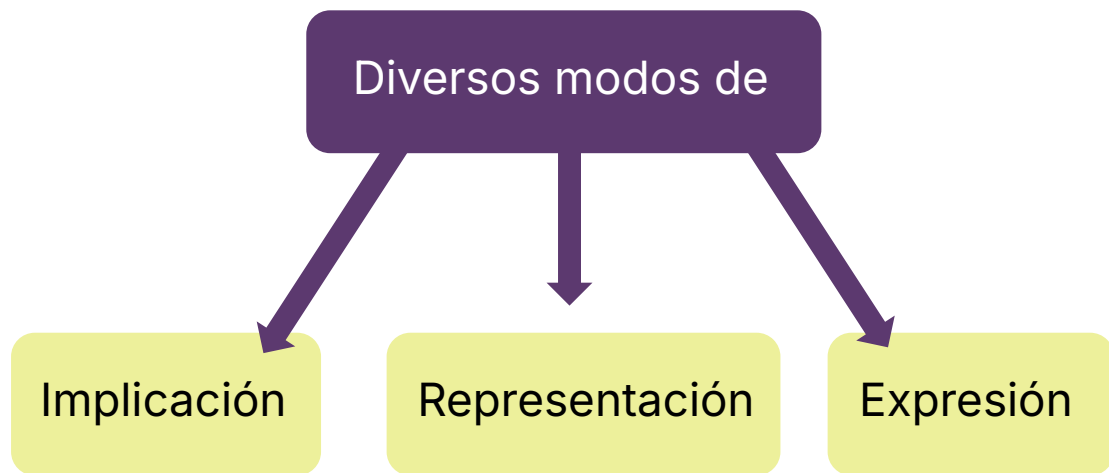 Diversos modos de
Implicación
Representación
Expresión